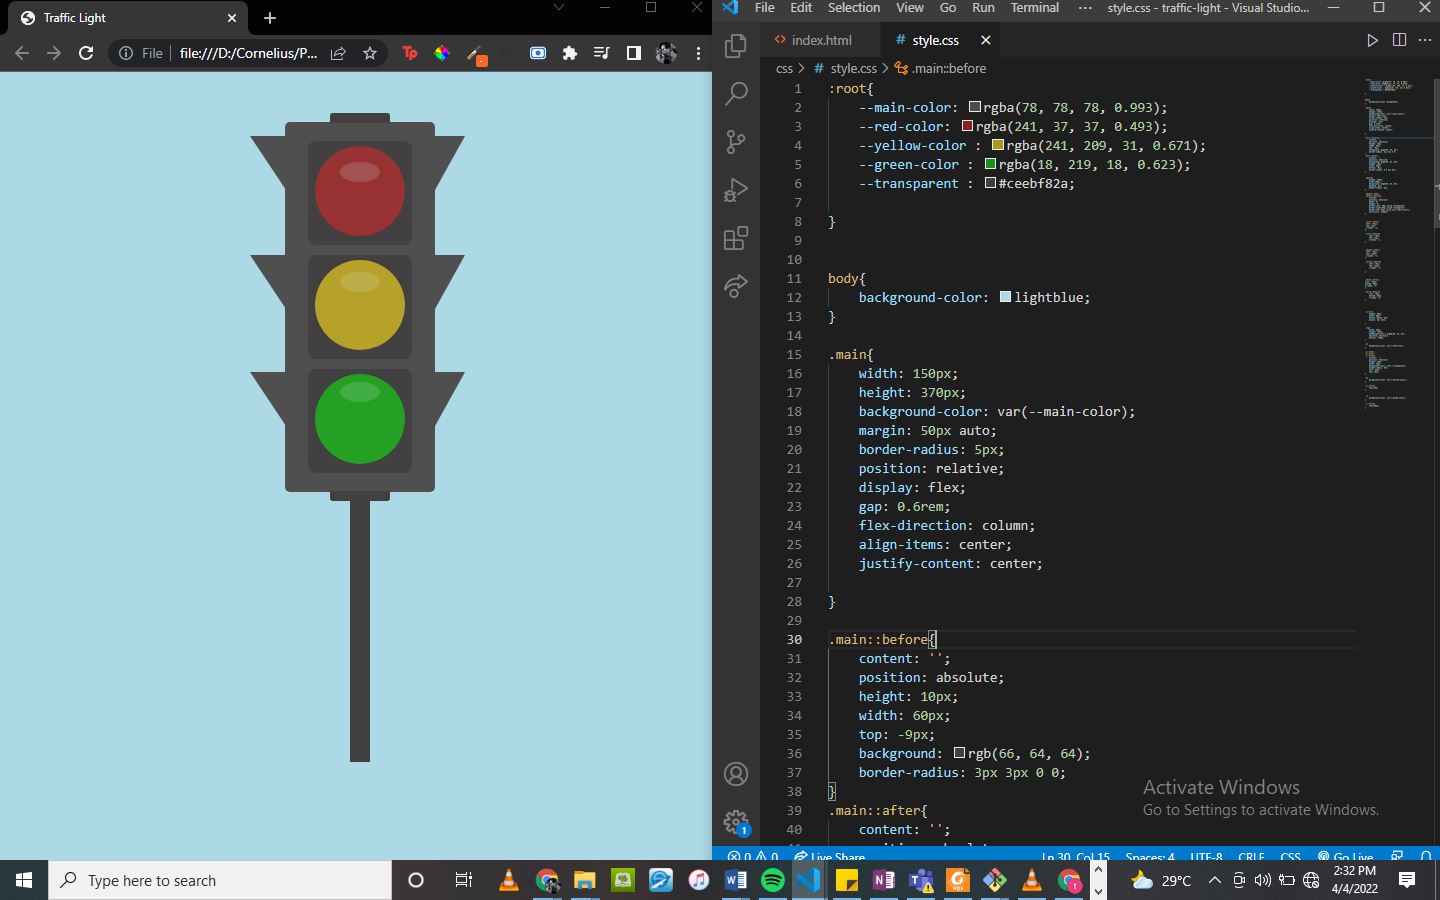 Traffic Light
File Edit Selection View Go Run Terminal ··· style.css - traffic-light - Visual Studio...
File file:///D:/Cornelius/P... Tp
index.html # style.css
css > # style.css > .main::before
1 :root{
2 --main-color: rgba(78, 78, 78, 0.993);
3 --red-color: rgba(241, 37, 37, 0.493);
4 --yellow-color : rgba(241, 209, 31, 0.671);
5 --green-color : rgba(18, 219, 18, 0.623);
6 --transparent : #ceebf82a;
7
8 }
9
10
11 body{
12 background-color: lightblue;
13 }
14
15 .main{
16 width: 150px;
17 height: 370px;
18 background-color: var(--main-color);
19 margin: 50px auto;
20 border-radius: 5px;
21 position: relative;
22 display: flex;
23 gap: 0.6rem;
24 flex-direction: column;
25 align-items: center;
26 justify-content: center;
27
28 }
29
30 .main::before{
31 content: '';
32 position: absolute;
33 height: 10px;
34 width: 60px;
35 top: -9px;
36 background: rgb(66, 64, 64);
37 border-radius: 3px 3px 0 0;
38 }
39 .main::after{
40 content: '';
Activate Windows
Go to Settings to activate Windows.
1
0 0 Live Share Ln 30, Col 15 Spaces: 4 UTF-8 CRLF CSS Go Live
Type here to search
29°C
2:32 PM
4/4/2022